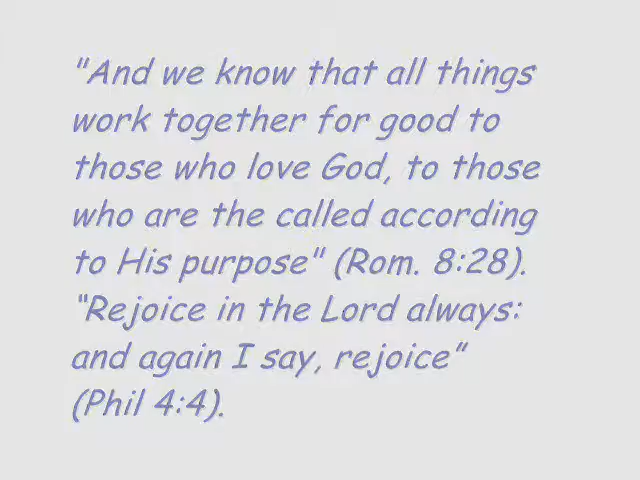 "And we know that all things
work together for good to
those who love God, to those
who are the called according
to His purpose" (Rom. 8:28).
“Rejoice in the Lord always:
and again I say, rejoice”
(Phil 4:4).